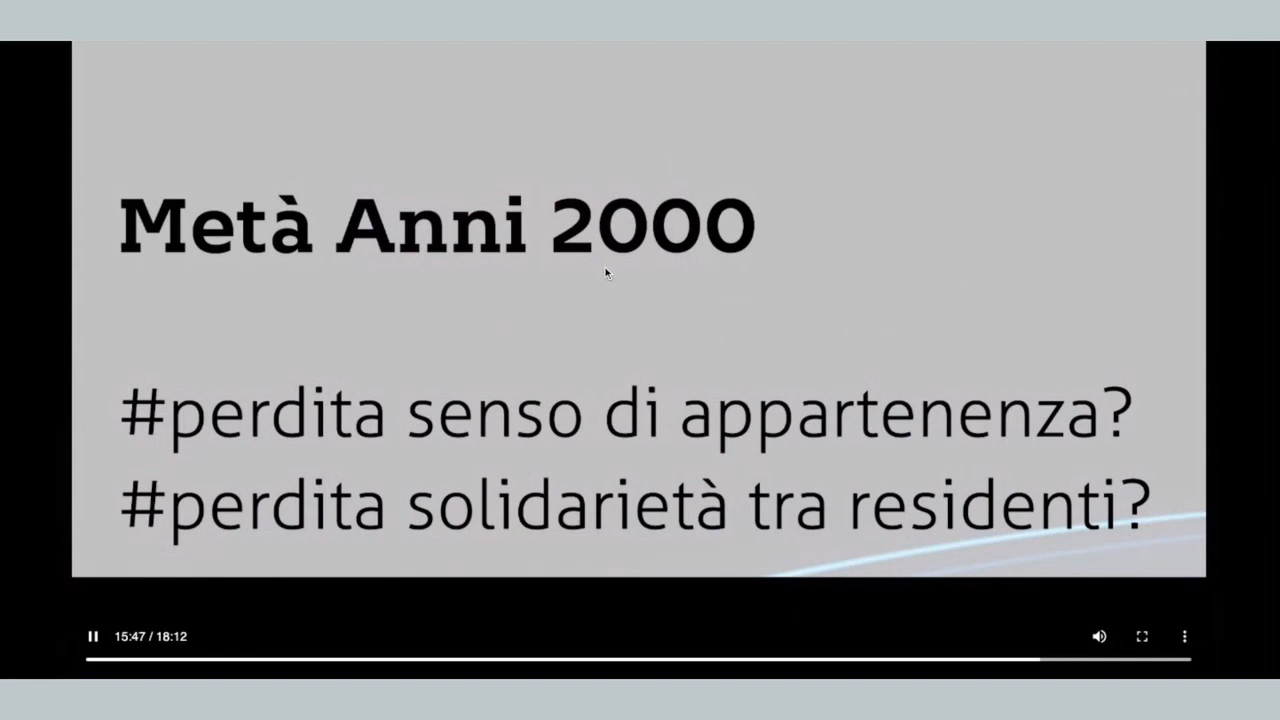 Metà Anni 2000
#perdita senso di appartenenza?
#perdita solidarietà tra residenti?
15:47 / 18:12